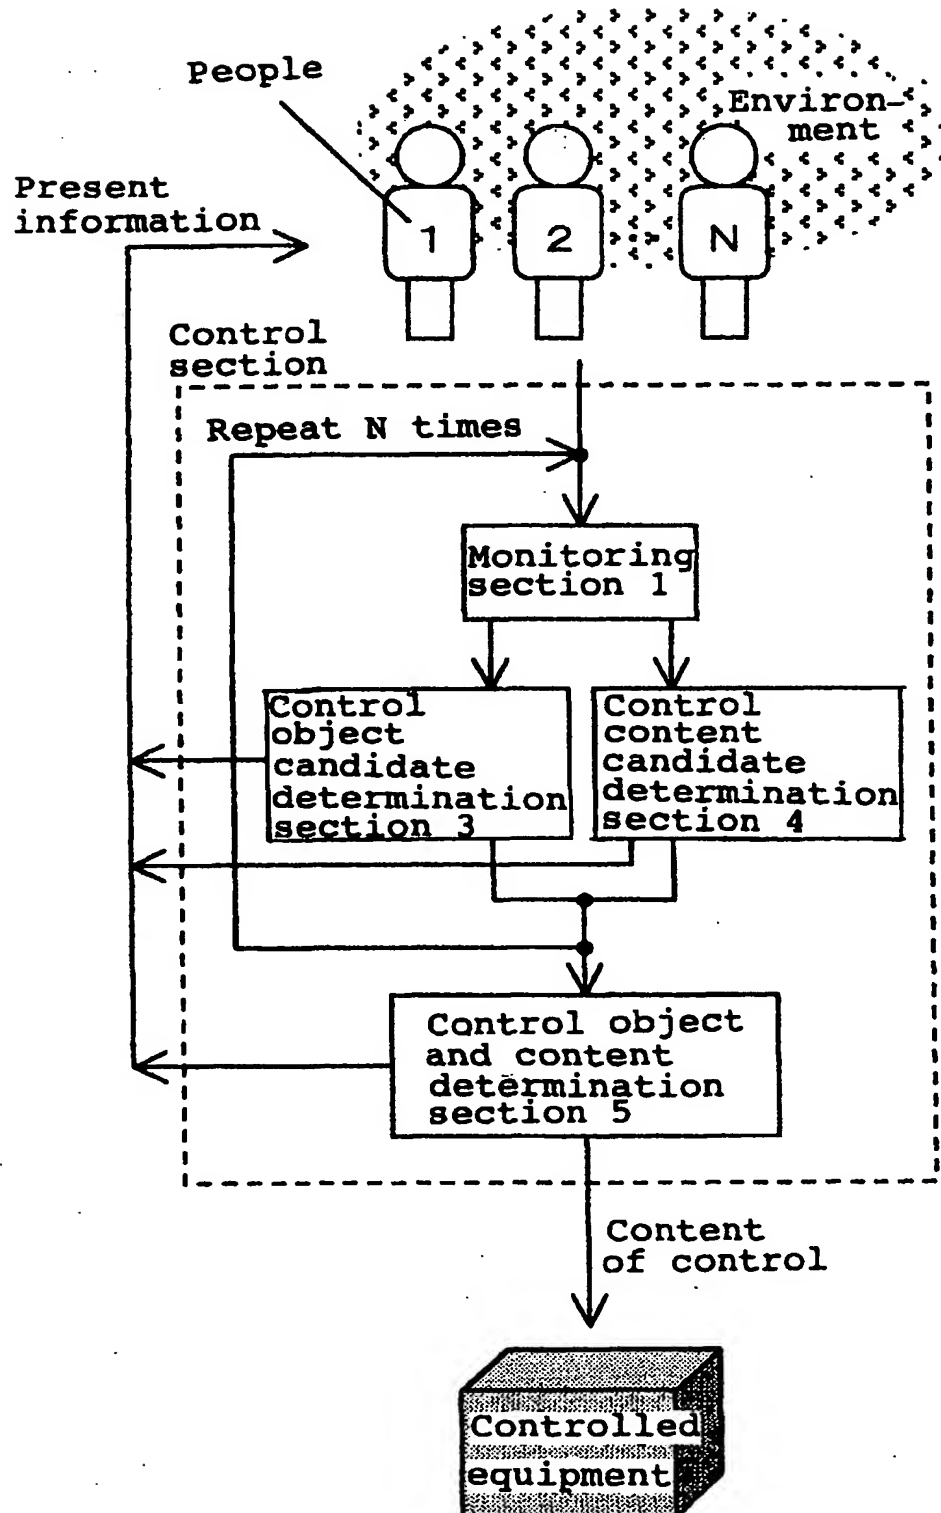 People
Environ-
ment
Present
information
1
2
N
Control
section
Repeat N times
Monitoring
section 1
Control
object
candidate
determination
section 3
Control
content
candidate
determination
section 4
Control object
and content
determination
section 5
Content
of control
Controlled
equipment